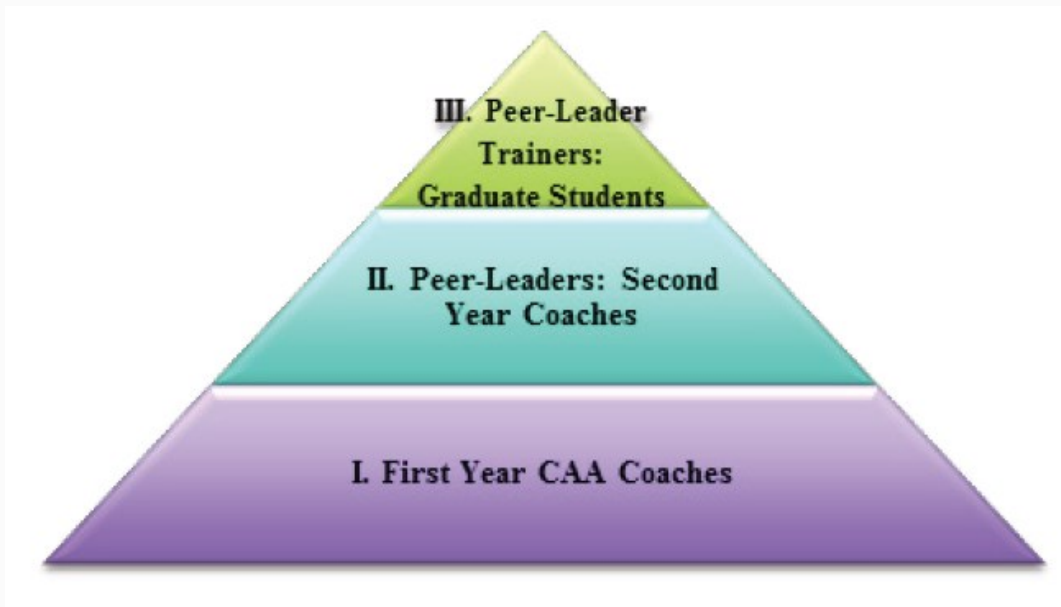 III. Peer-Leader
Trainers:
Graduate Students
II. Peer-Leaders: Second
Year Coaches
I. First Year CAA Coaches